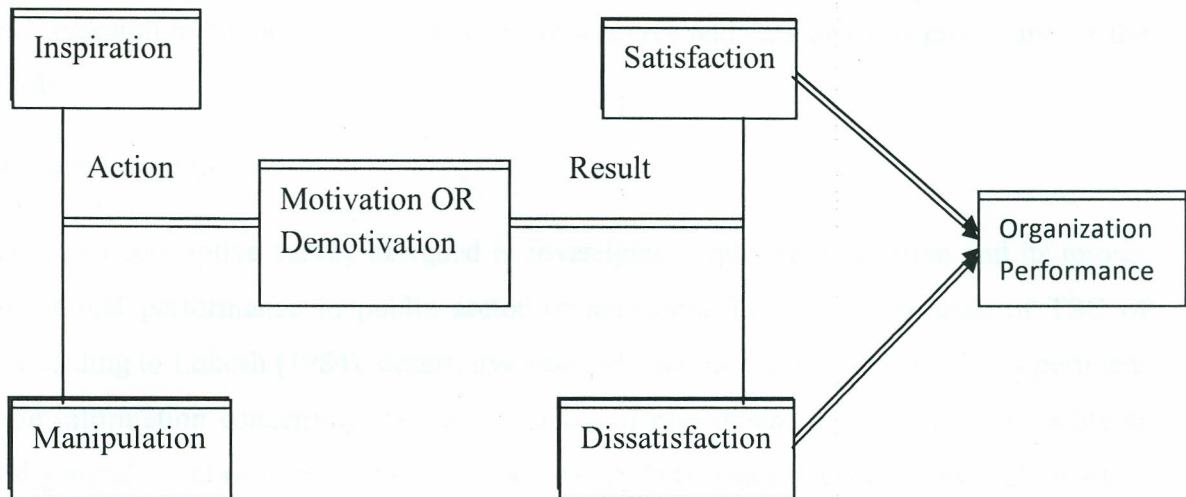 Inspiration
Satisfaction
Action
Result
Motivation OR
Demotivation
Organization
Performance
Manipulation
Dissatisfaction